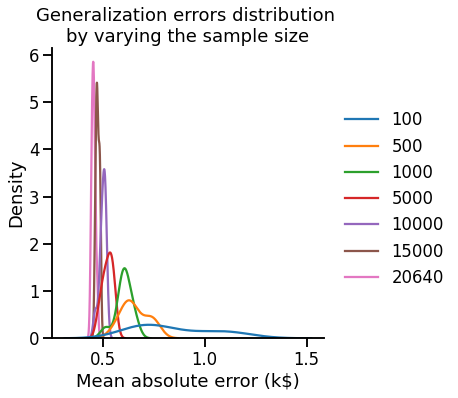 Generalization errors distribution
by varying the sample size
6
5
4
3
2
1
0
Density
0.5 1.0 1.5
Mean absolute error (k$)
100
500
1000
5000
10000
15000
20640